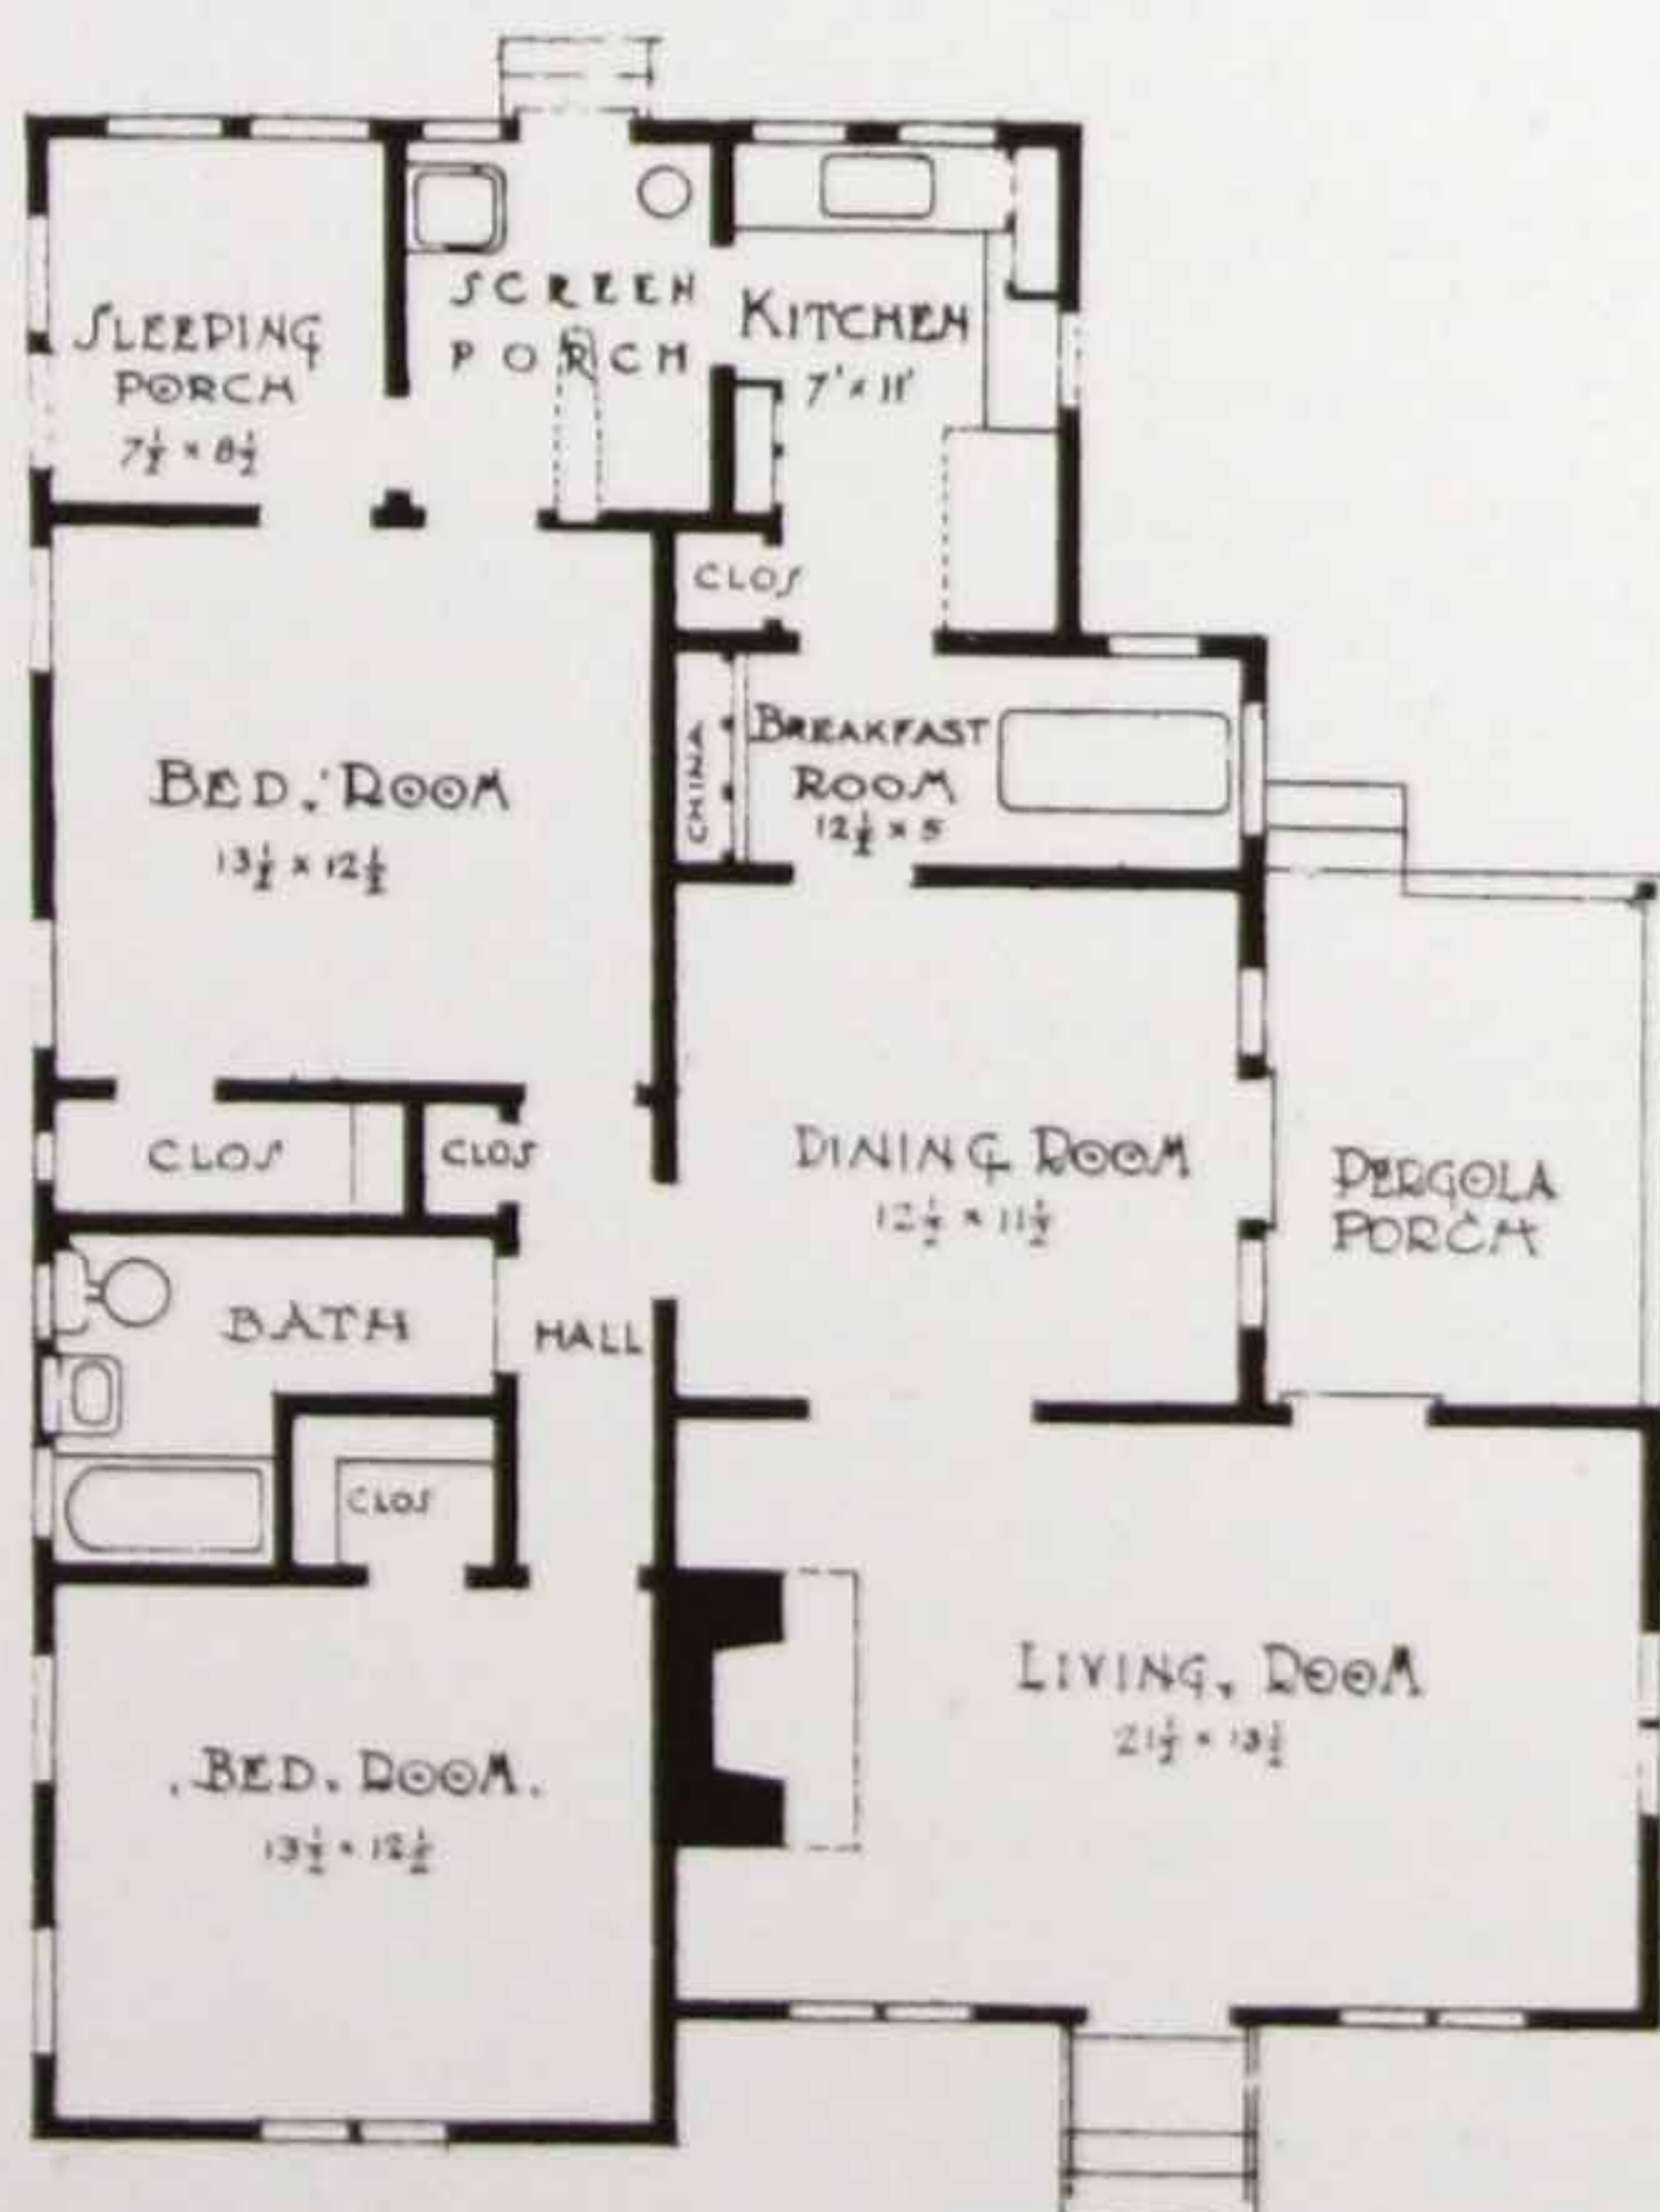 SCREEN
PORCH
KITCHEN
7' x 11'
SLEEPING
PORCH
7½ x 8½
CLOS
BREAKFAST
ROOM
12½ x 5
CHINA
BED. ROOM
13½ x 12½
CLOS
CLOS
DINING ROOM
12½ x 11½
PERGOLA
PORCH
BATH
HALL
CLOS
LIVING. ROOM
21½ x 13½
.BED. ROOM.
13½ x 12½